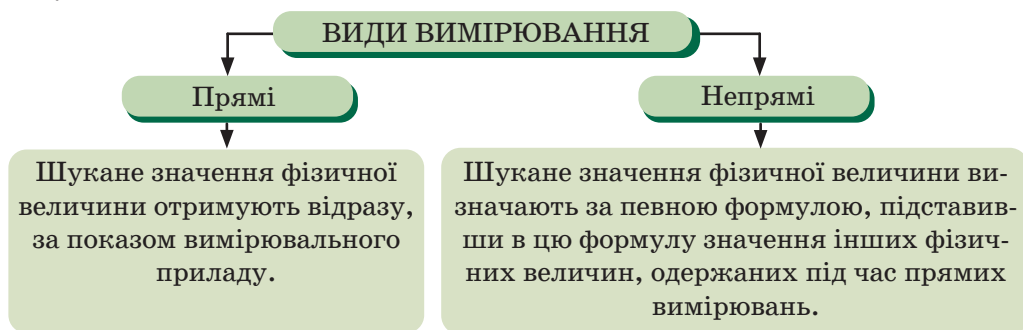 ВИДИ ВИМІРЮВАННЯ
Прямі
Шукане значення фізичної
величини отримують відразу,
за показом вимірювального
приладу.
Непрямі
Шукане значення фізичної величини ви-
значають за певною формулою, підставив-
ши в цю формулу значення інших фізич-
них величин, одержаних під час прямих
вимірювань.